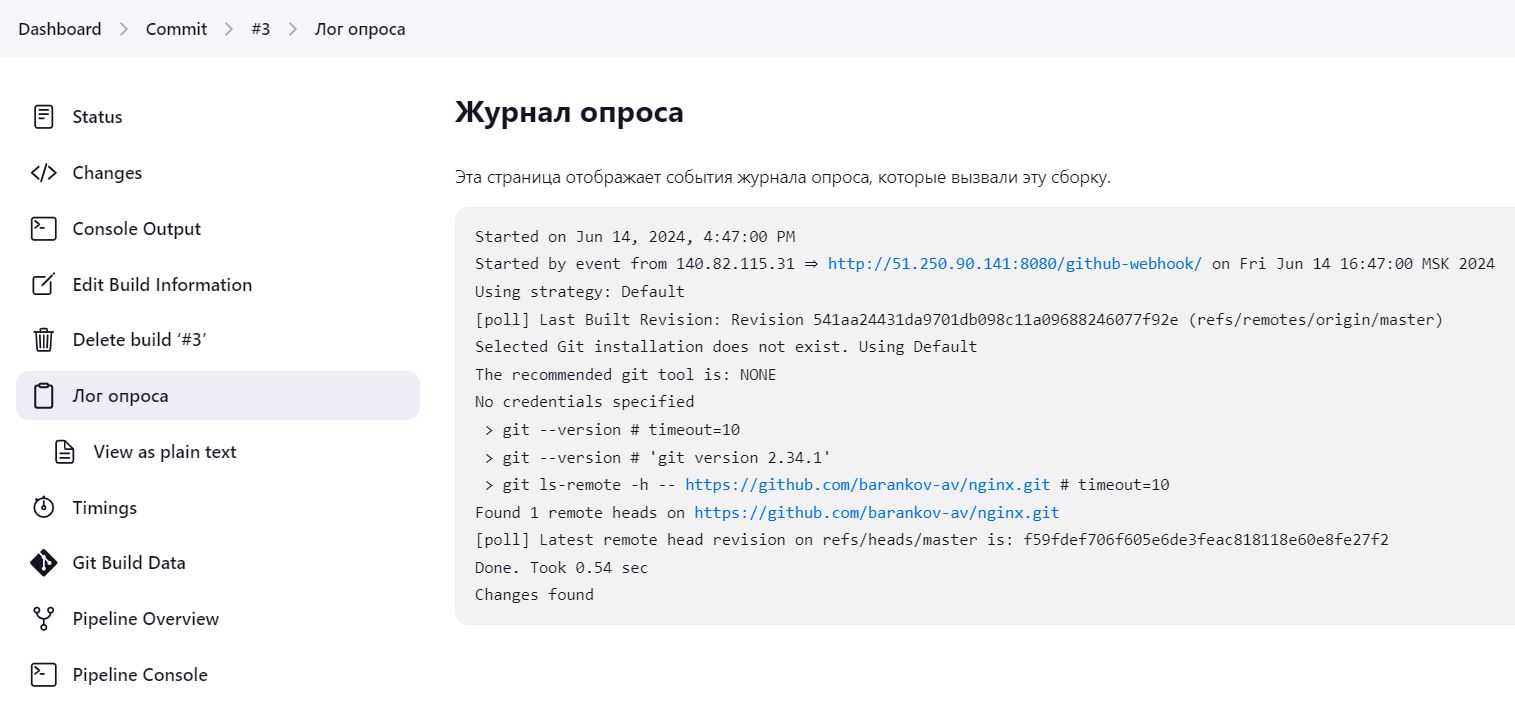 Dashboard > Commit > #3 > Лог опроса
Status
Changes
Console Output
Edit Build Information
Delete build ‘#3’
Лог опроса
View as plain text
Timings
Git Build Data
Pipeline Overview
Pipeline Console
Журнал опроса
Эта страница отображает события журнала опроса, которые вызвали эту сборку.
Started on Jun 14, 2024, 4:47:00 PM
Started by event from 140.82.115.31 ⇒ http://51.250.90.141:8080/github-webhook/ on Fri Jun 14 16:47:00 MSK 2024
Using strategy: Default
[poll] Last Built Revision: Revision 541aa24431da9701db098c11a09688246077f92e (refs/remotes/origin/master)
Selected Git installation does not exist. Using Default
The recommended git tool is: NONE
No credentials specified
> git --version # timeout=10
> git --version # 'git version 2.34.1'
> git ls-remote -h -- https://github.com/barankov-av/nginx.git # timeout=10
Found 1 remote heads on https://github.com/barankov-av/nginx.git
[poll] Latest remote head revision on refs/heads/master is: f59fdef706f605e6de3feac818118e60e8fe27f2
Done. Took 0.54 sec
Changes found